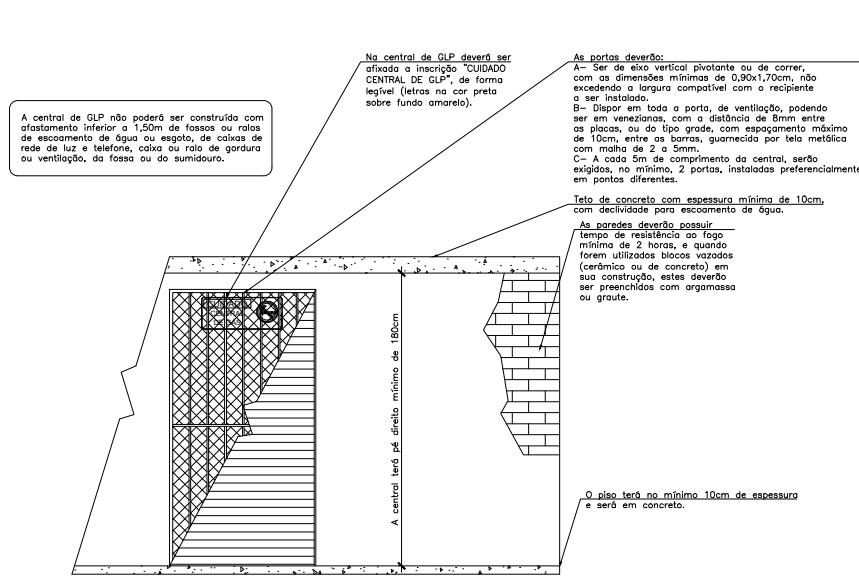 Na central de GLP deverá ser
afixada a inscrição "CUIDADO
CENTRAL DE GLP", de forma
legível (letras na cor preta
sobre fundo amarelo).
As portas deverão:
A– Ser de eixo vertical pivotante ou de correr,
com as dimensões mínimas de 0,90x1,70cm, não
excedendo a largura compatível com o recipiente
a ser instalado.
B– Dispor em toda a porta, de ventilação, podendo
ser em venezianas, com a distância de 8mm entre
as placas, ou do tipo grade, com espaçamento máximo
de 10cm, entre as barras, guarnecida por tela metálica
com malha de 2 a 5mm.
C– A cada 5m de comprimento da central, serão
exigidos, no mínimo, 2 portas, instaladas preferencialmente
em pontos diferentes.
A central de GLP não poderá ser construída com
afastamento inferior a 1,50m de fossos ou ralos
de escoamento de água ou esgoto, de caixas de
rede de luz e telefone, caixa ou ralo de gordura
ou ventilação, da fossa ou do sumidouro.
Teto de concreto com espessura mínima de 10cm,
com declividade para escoamento de água.
As paredes deverão possuir
tempo de resistência ao fogo
mínima de 2 horas, e quando
forem utilizados blocos vazados
(cerâmico ou de concreto) em
sua construção, estes deverão
ser preenchidos com argamassa
ou graute.
CUIDADO
CENTRAL
DE GÁS
A central terá pé direito mínimo de 180cm
O piso terá no mínimo 10cm de espessura
e será em concreto.